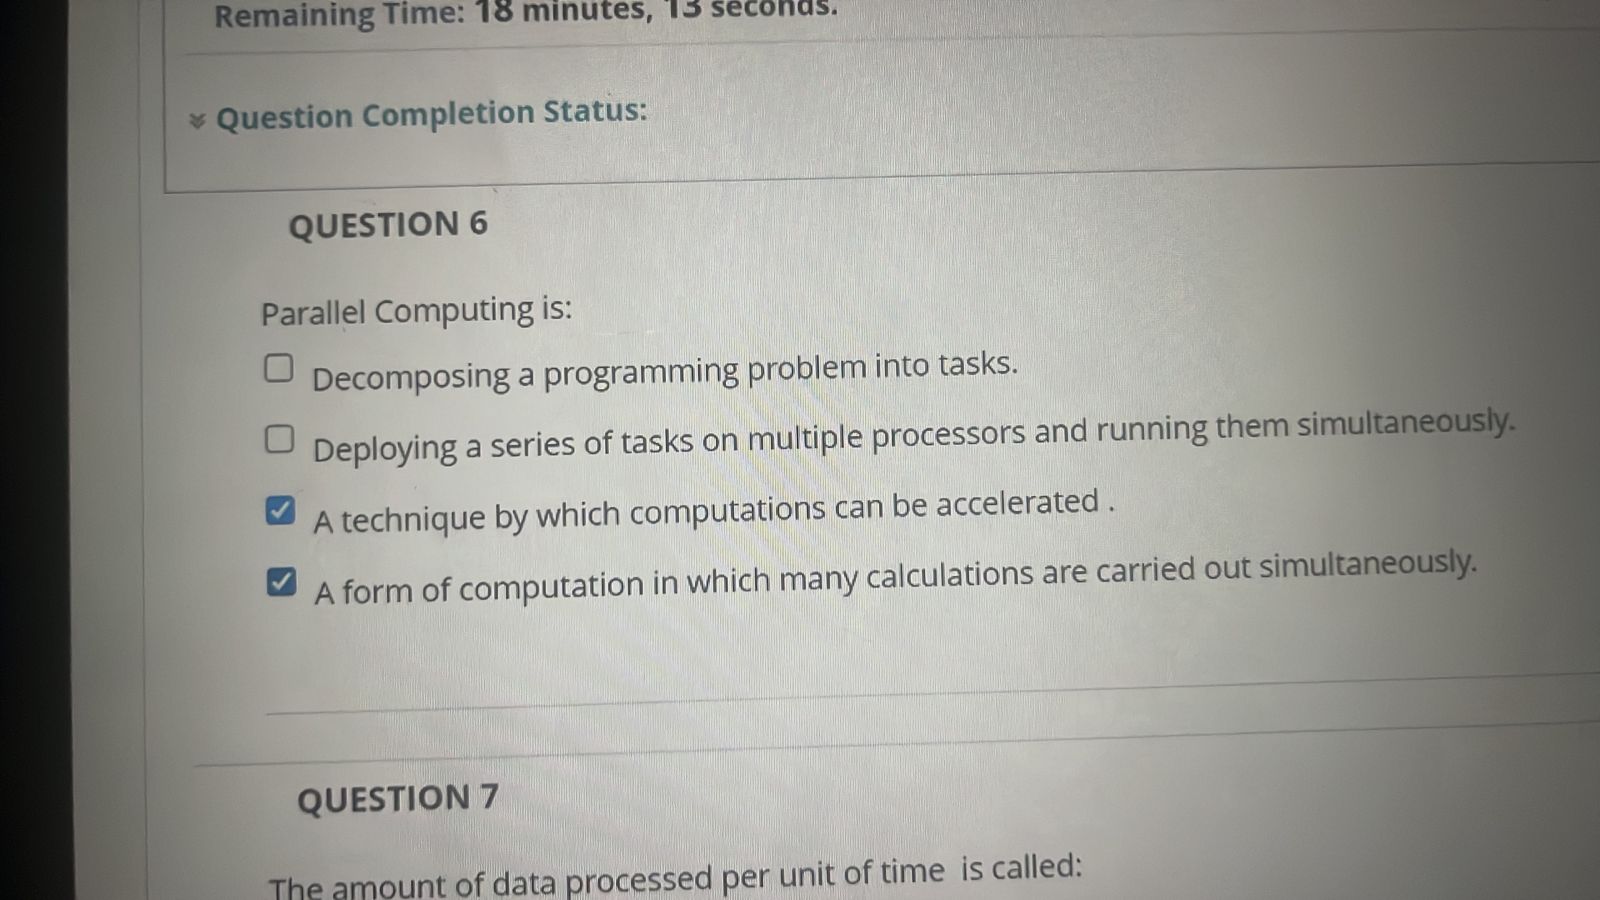 Remaining Time: 18 minutes, 13 seconds.
Question Completion Status:
QUESTION 6
Parallel Computing is:
Decomposing a programming problem into tasks.
Deploying a series of tasks on multiple processors and running them simultaneously.
A technique by which computations can be accelerated .
A form of computation in which many calculations are carried out simultaneously.
QUESTION 7
The amount of data processed per unit of time is called: